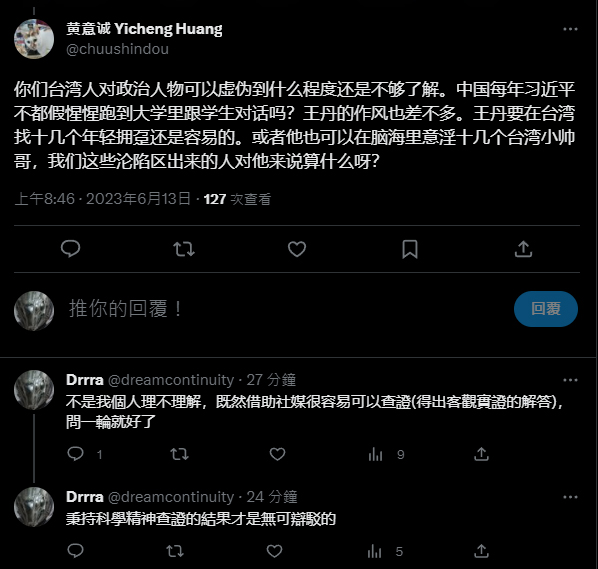 黄意诚 Yicheng Huang
@chuushindou
你们台湾人对政治人物可以虚伪到什么程度还是不够了解。中国每年习近平
不都假惺惺跑到大学里跟学生对话吗？王丹的作风也差不多。王丹要在台湾
找十几个年轻拥趸还是容易的。或者他也可以在脑海里意淫十几个台湾小帅
哥，我们这些沦陷区出来的人对他来说算什么呀？
上午8:46 · 2023年6月13日 · 127 次查看
推你的回覆！
回覆
Drrra @dreamcontinuity · 27 分鐘
不是我個人理不理解，既然借助社媒很容易可以查證(得出客觀實證的解答)，
問一輪就好了
1
9
Drrra @dreamcontinuity · 24 分鐘
秉持科學精神查證的結果才是無可辯駁的
5